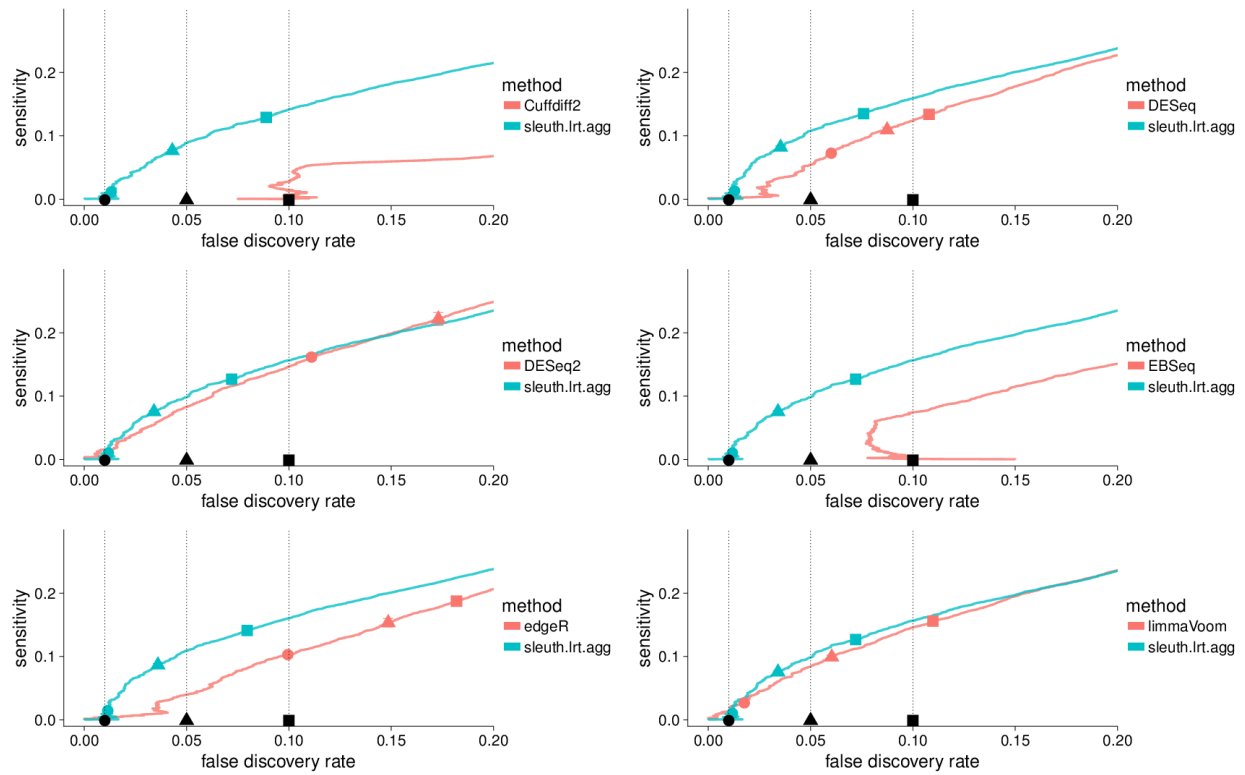 sensitivity
0.2
0.1
0.0
0.00 0.05 0.10 0.15 0.20
false discovery rate
method
Cuffdiff2
sleuth.lrt.agg
sensitivity
0.2
0.1
0.0
0.00 0.05 0.10 0.15 0.20
false discovery rate
method
DESeq
sleuth.lrt.agg
sensitivity
0.2
0.1
0.0
0.00 0.05 0.10 0.15 0.20
false discovery rate
method
DESeq2
sleuth.lrt.agg
sensitivity
0.2
0.1
0.0
0.00 0.05 0.10 0.15 0.20
false discovery rate
method
EBSeq
sleuth.lrt.agg
sensitivity
0.2
0.1
0.0
0.00 0.05 0.10 0.15 0.20
false discovery rate
method
edgeR
sleuth.lrt.agg
sensitivity
0.2
0.1
0.0
0.00 0.05 0.10 0.15 0.20
false discovery rate
method
limmaVoom
sleuth.lrt.agg